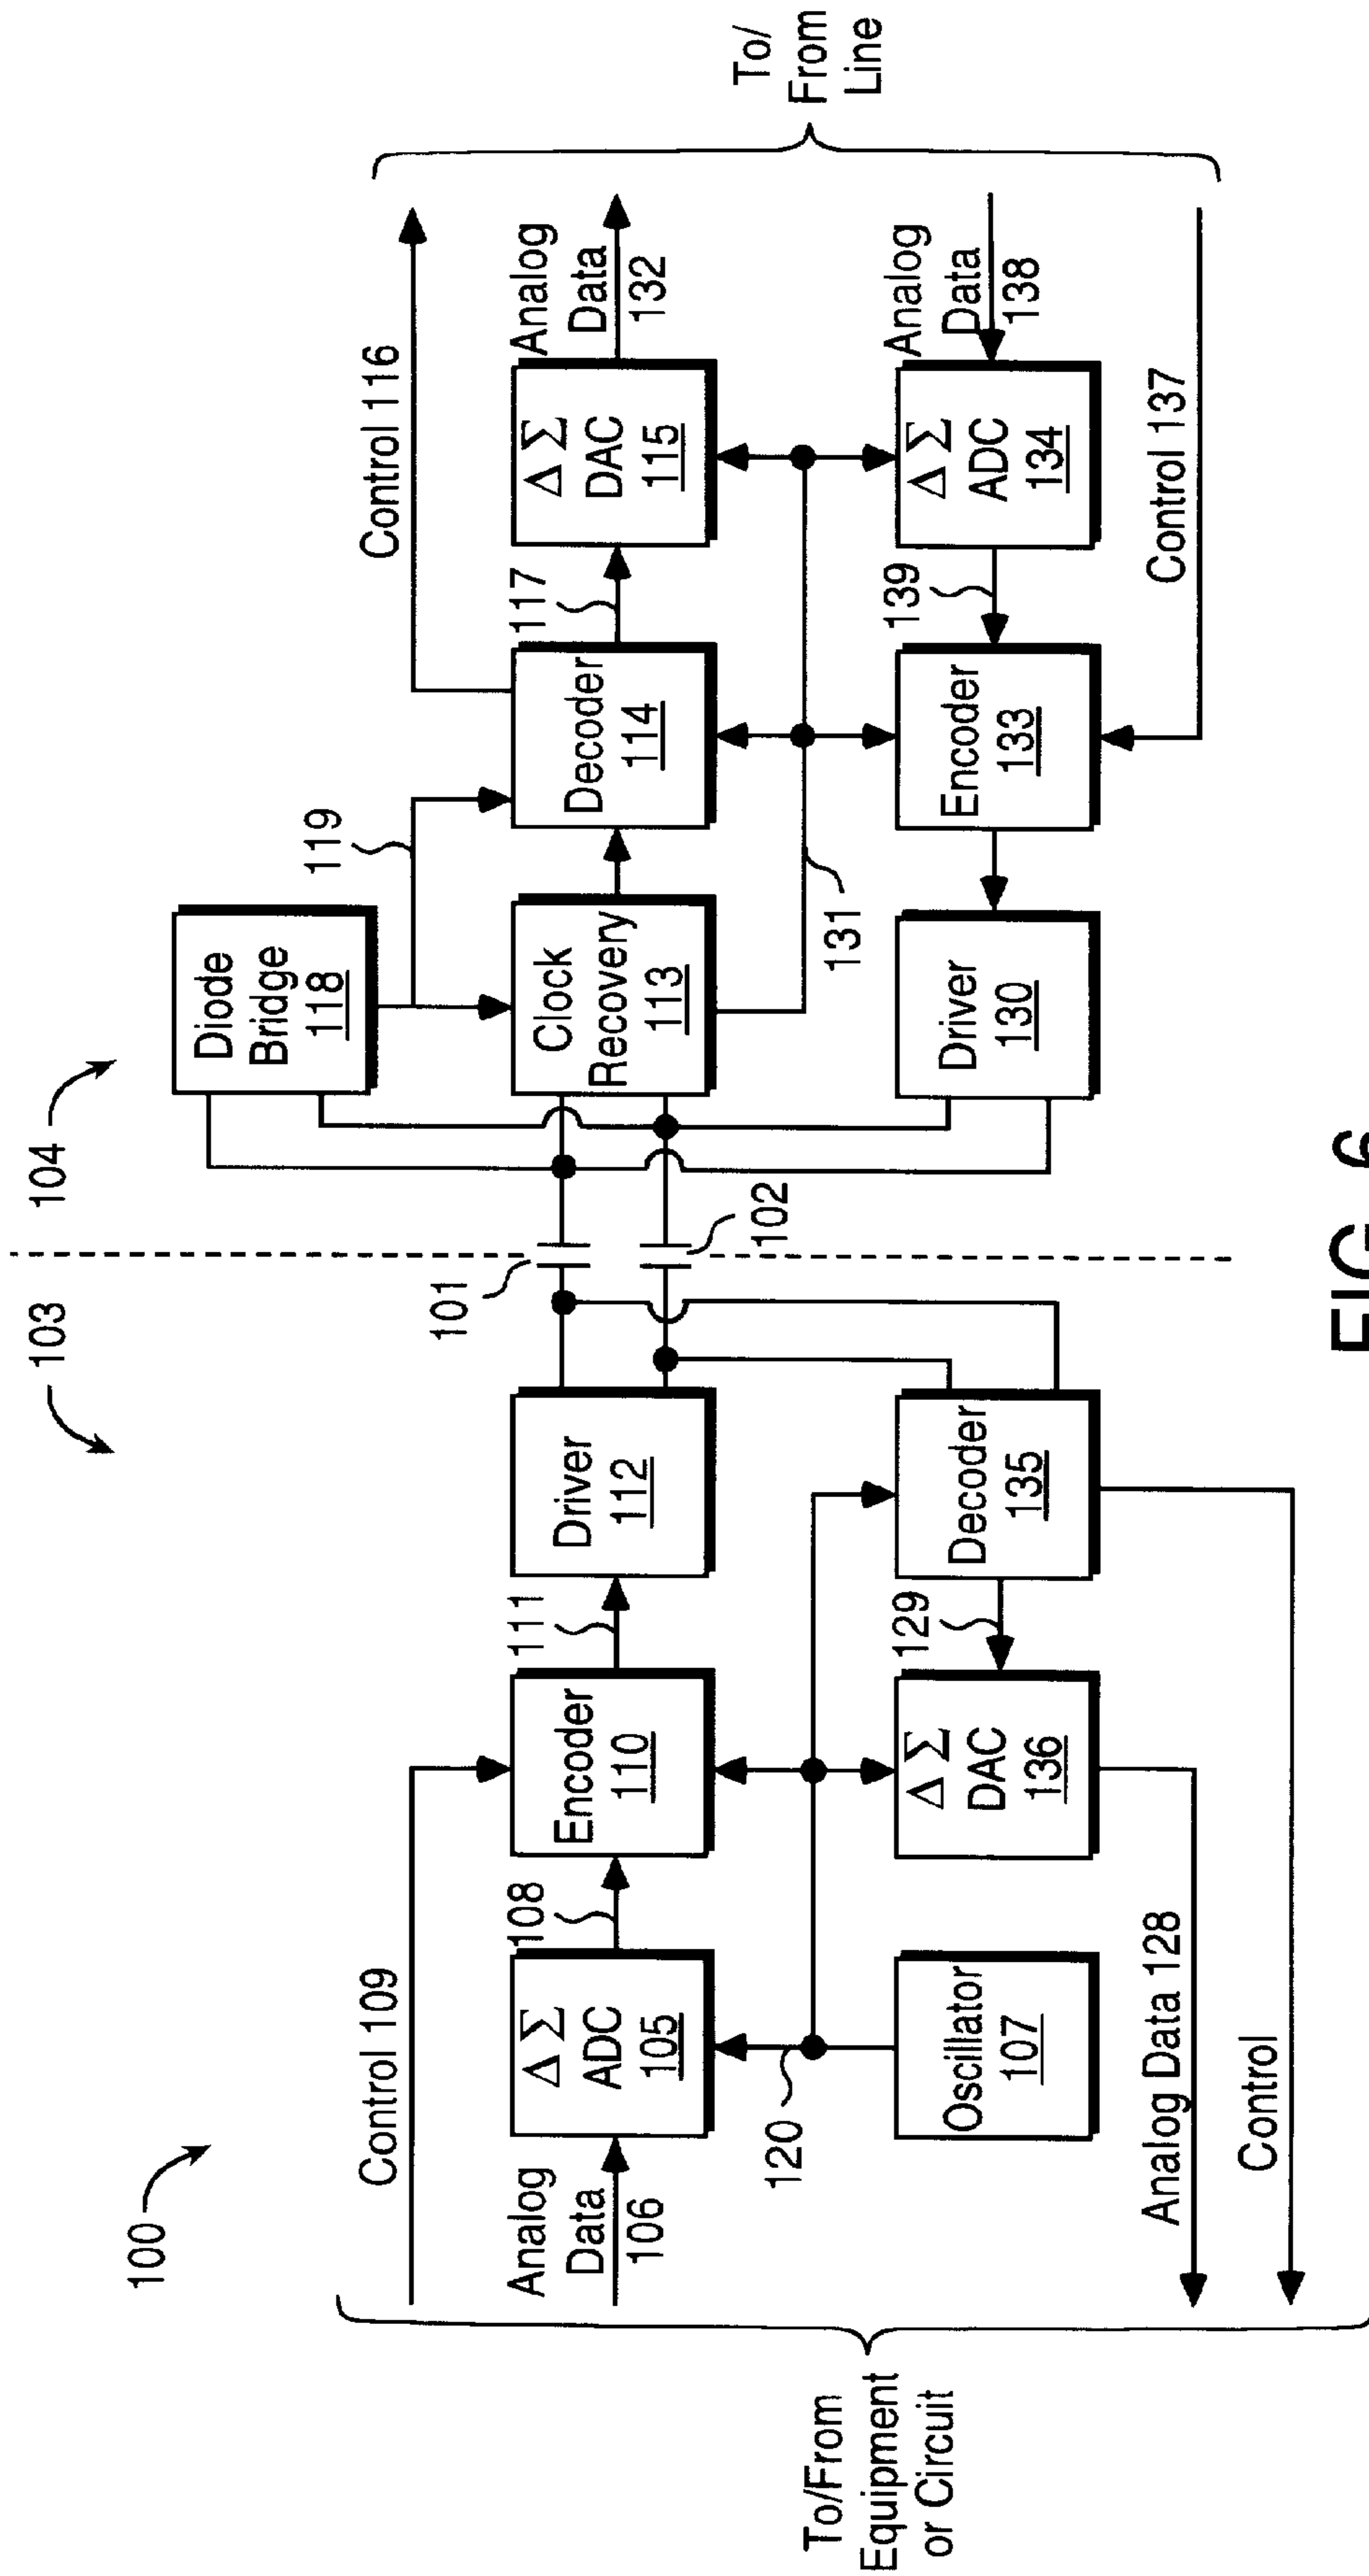 100
103
104
Control 109
Analog
Data
106
Δ Σ
ADC
105
108
Encoder
110
111
Driver
112
101
102
Diode
Bridge
118
119
Clock
Recovery
113
Decoder
114
117
Δ Σ
DAC
115
Control 116
Analog
Data
132
120
Oscillator
107
Δ Σ
DAC
136
129
Decoder
135
Driver
130
131
Encoder
133
139
Δ Σ
ADC
134
Analog
Data
138
Control 137
Analog Data 128
Control
To/From
Equipment
or Circuit
To/
From
Line
FIG. 6